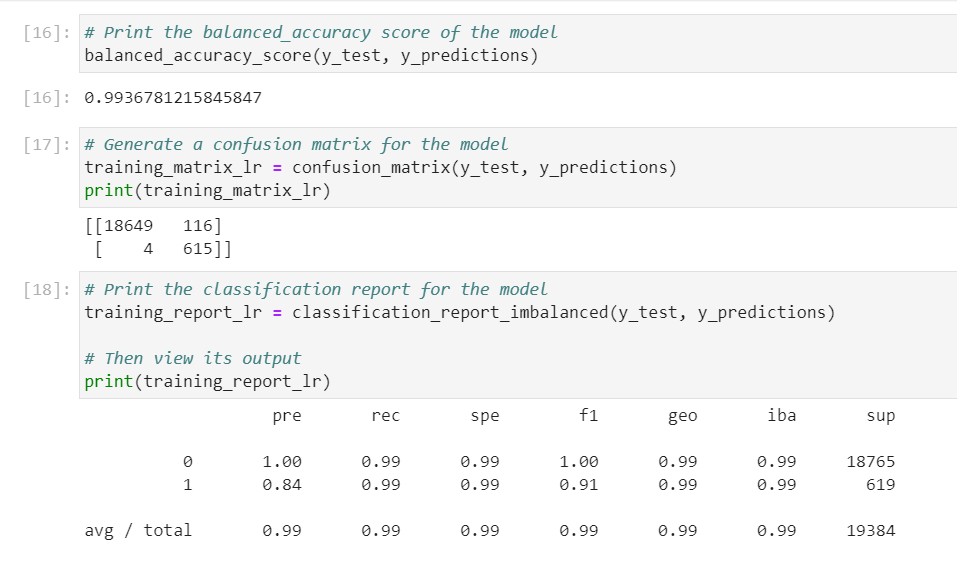 [16]: # Print the balanced_accuracy score of the model
balanced_accuracy_score(y_test, y_predictions)
[16]: 0.9936781215845847
[17]: # Generate a confusion matrix for the model
training_matrix_lr = confusion_matrix(y_test, y_predictions)
print(training_matrix_lr)
[[18649   116]
 [    4   615]]
[18]: # Print the classification report for the model
training_report_lr = classification_report_imbalanced(y_test, y_predictions)
# Then view its output
print(training_report_lr)
pre rec spe f1 geo iba sup
0 1.00 0.99 0.99 1.00 0.99 0.99 18765
1 0.84 0.99 0.99 0.91 0.99 0.99 619
avg / total 0.99 0.99 0.99 0.99 0.99 0.99 19384